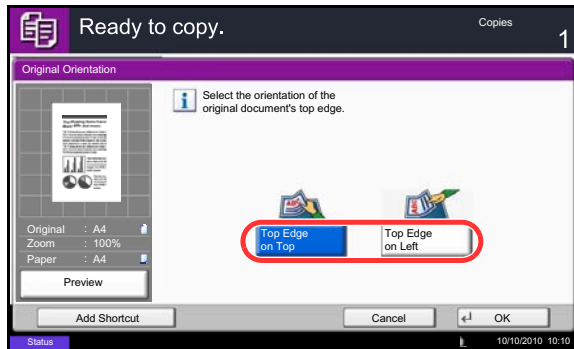 Ready to copy.
Copies
1
Original Orientation
Select the orientation of the
original document's top edge.
Original : A4
Zoom : 100%
Paper : A4
Preview
Top Edge
on Top
Top Edge
on Left
Add Shortcut
Cancel
OK
Status
10/10/2010 10:10